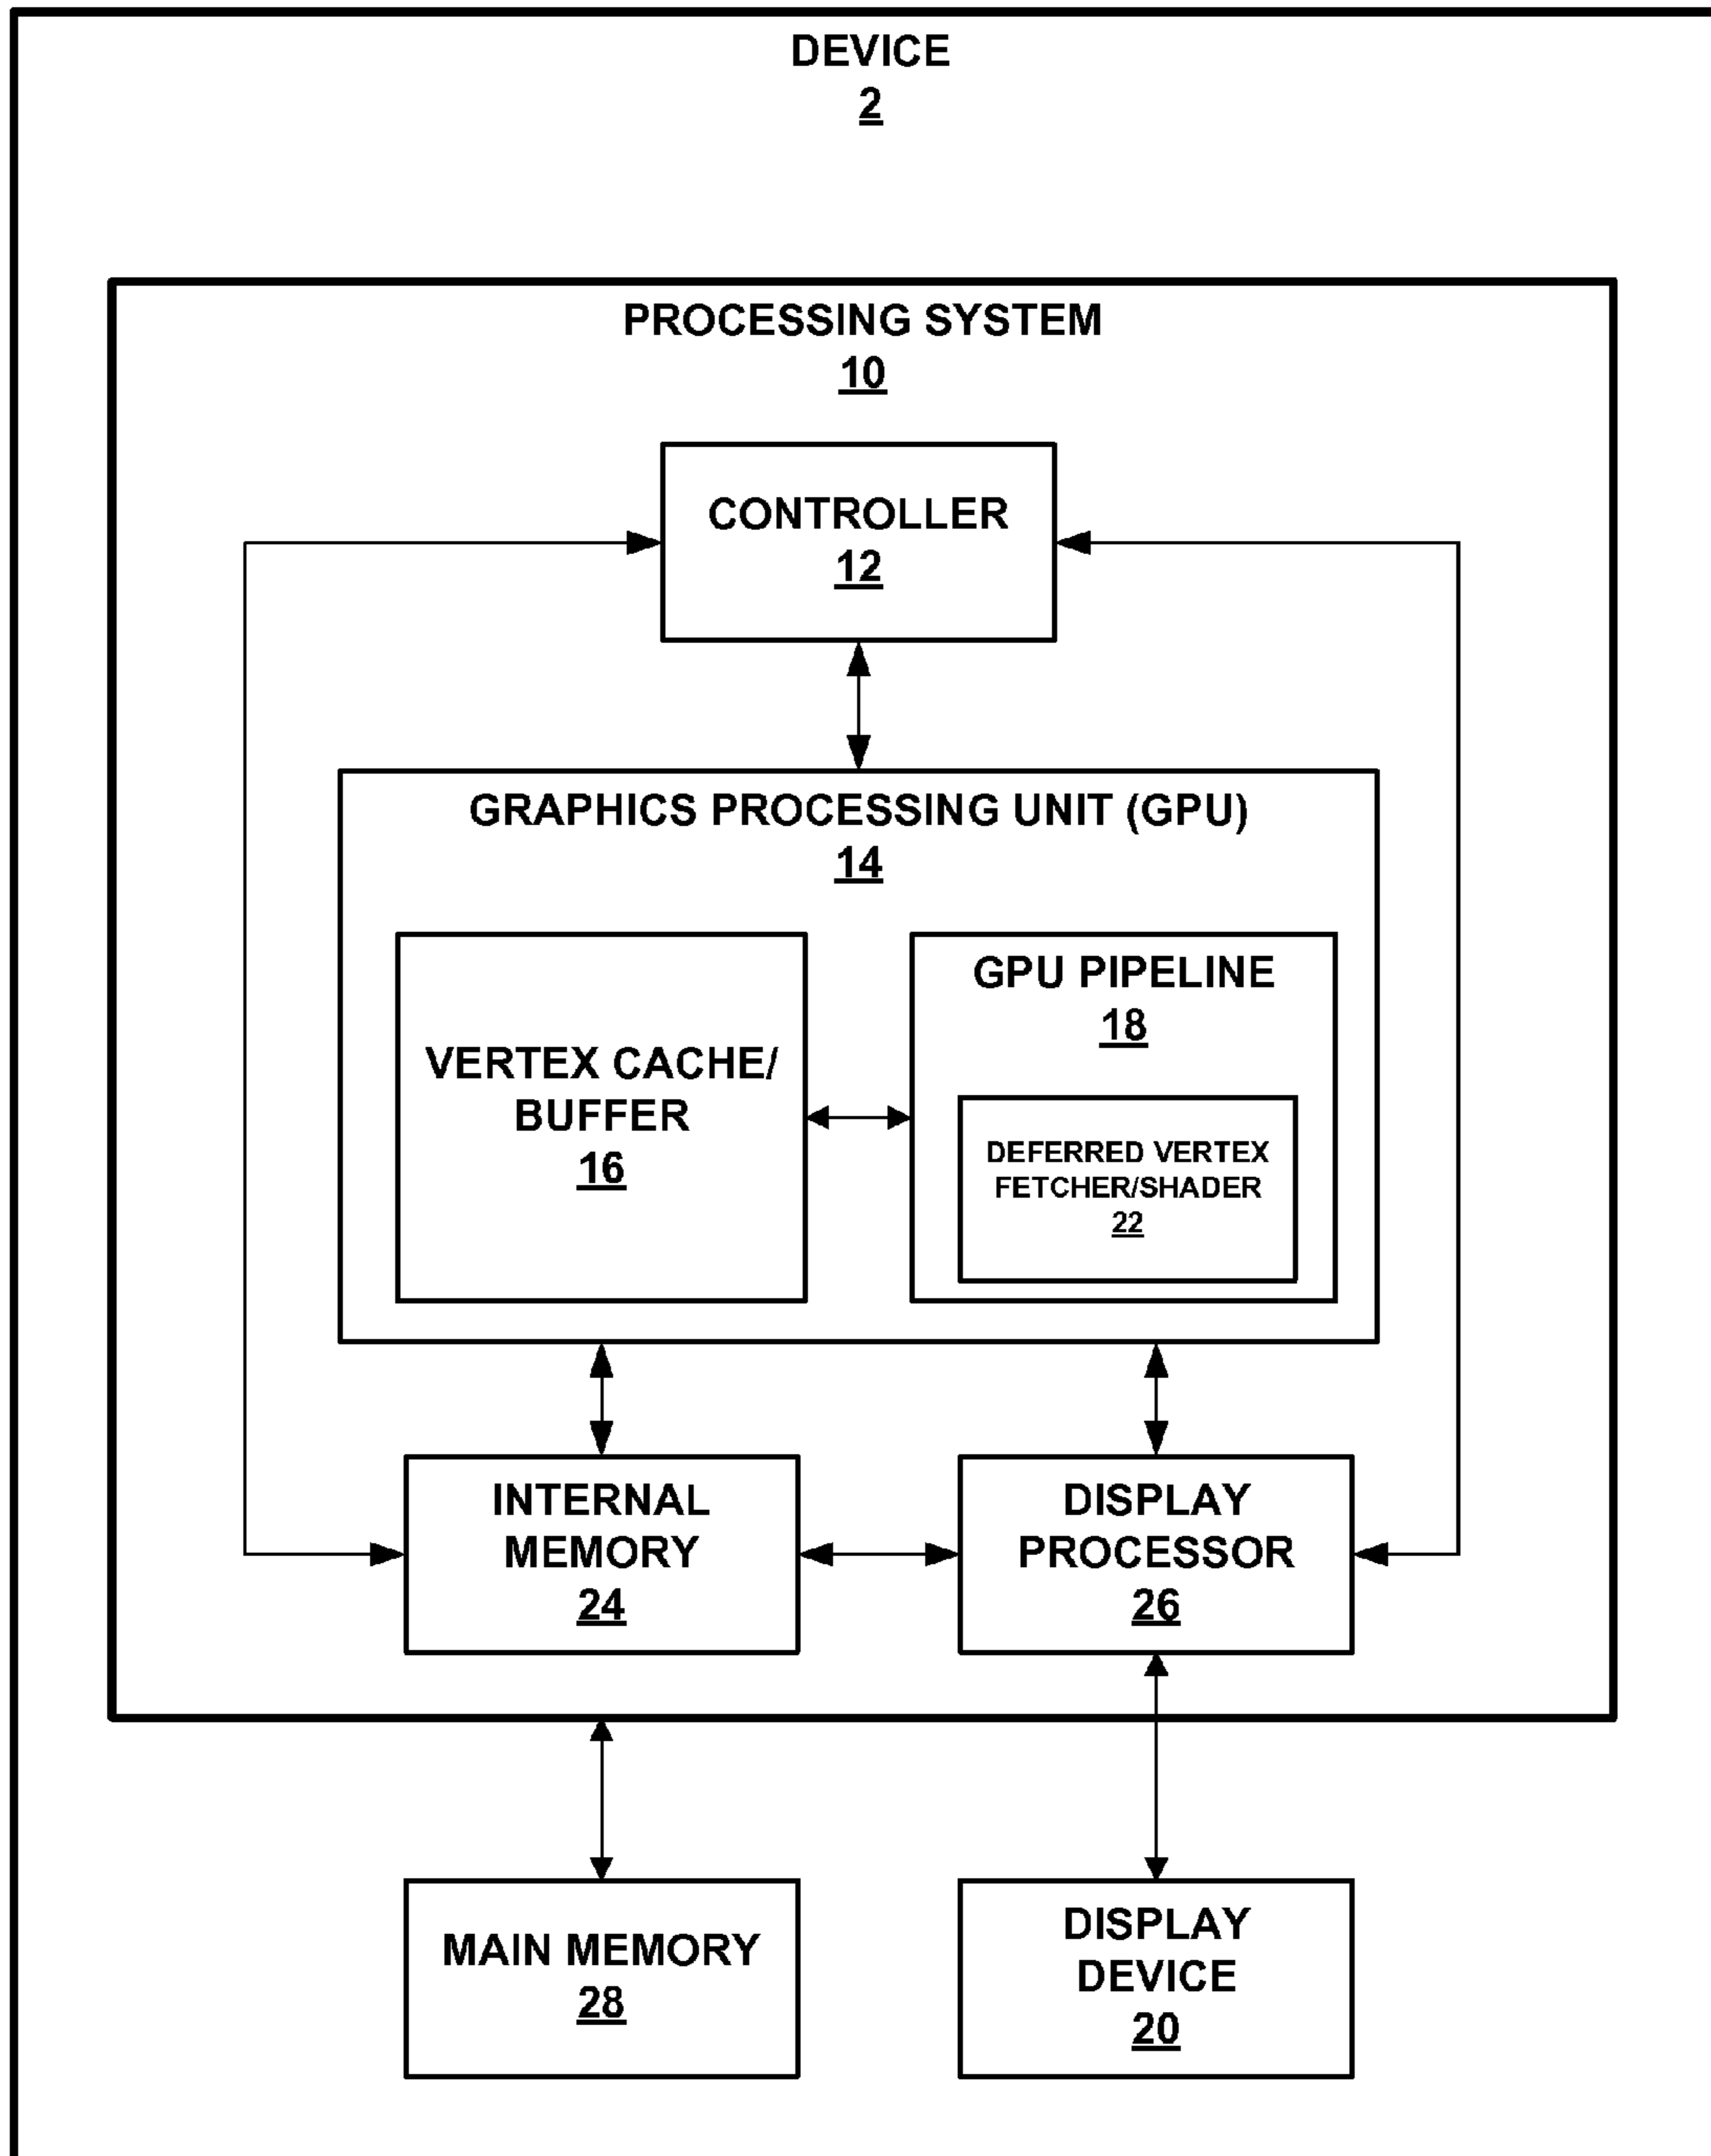 DEVICE
2
PROCESSING SYSTEM
10
CONTROLLER
12
GRAPHICS PROCESSING UNIT (GPU)
14
VERTEX CACHE/
BUFFER
16
GPU PIPELINE
18
DEFERRED VERTEX
FETCHER/SHADER
22
INTERNAL
MEMORY
24
DISPLAY
PROCESSOR
26
MAIN MEMORY
28
DISPLAY
DEVICE
20